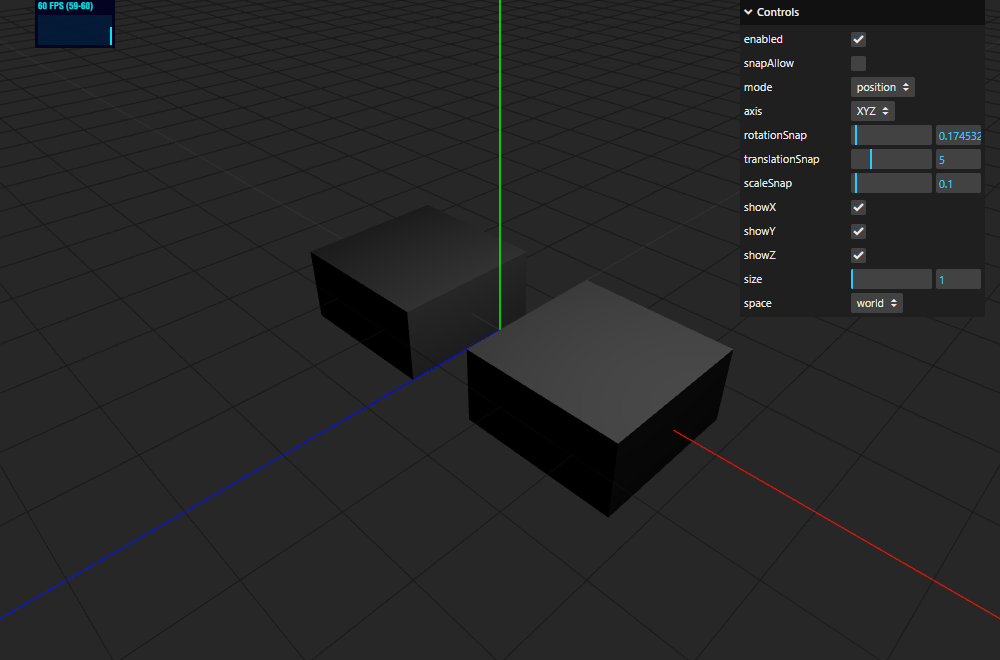 60 FPS (59-60)
Controls
enabled
snapAllow
mode position
axis XYZ
rotationSnap 0.174532
translationSnap 5
scaleSnap 0.1
showX
showY
showZ
size 1
space world